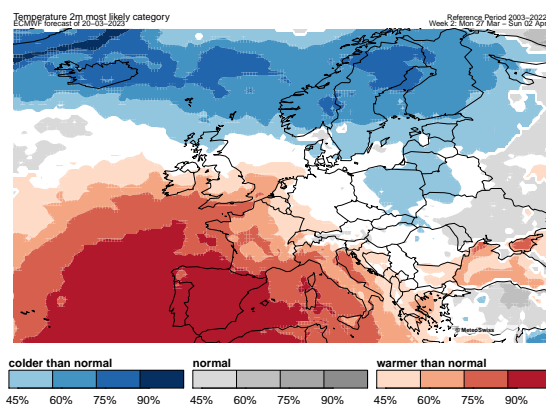 Temperature 2m most likely category
ECMWF forecast of 20-03-2023
Reference Period 2003-2022
Week 2: Mon 27 Mar - Sun 02 Apr
© MeteoSwiss
colder than normal
normal
warmer than normal
45% 60% 75% 90%
45% 60% 75% 90%
45% 60% 75% 90%